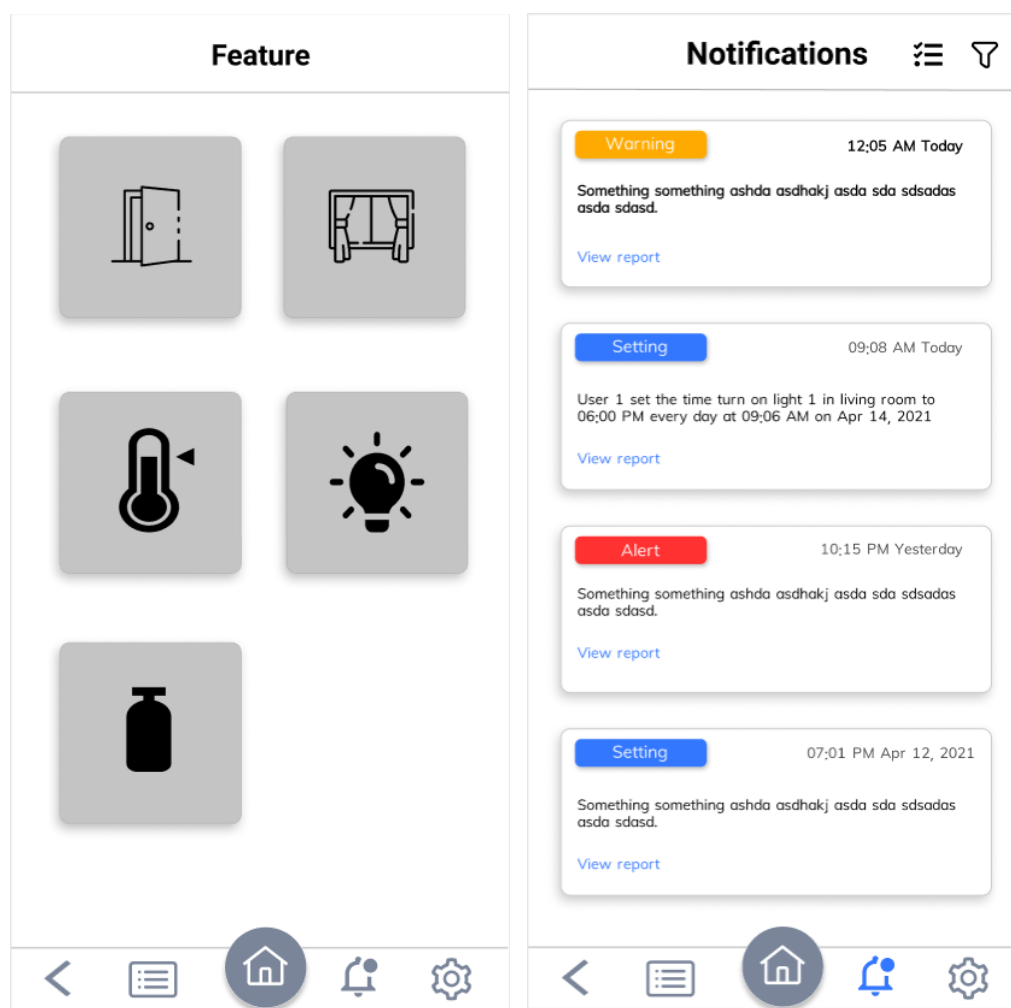 Feature
Notifications
Warning
12:05 AM Today
Something something ashda asdhakj asda sda sdsadas
asda sdasd.
View report
Setting
09:08 AM Today
User 1 set the time turn on light 1 in living room to
06:00 PM every day at 09:06 AM on Apr 14, 2021
View report
Alert
10:15 PM Yesterday
Something something ashda asdhakj asda sda sdsadas
asda sdasd.
View report
Setting
07:01 PM Apr 12, 2021
Something something ashda asdhakj asda sda sdsadas
asda sdasd.
View report